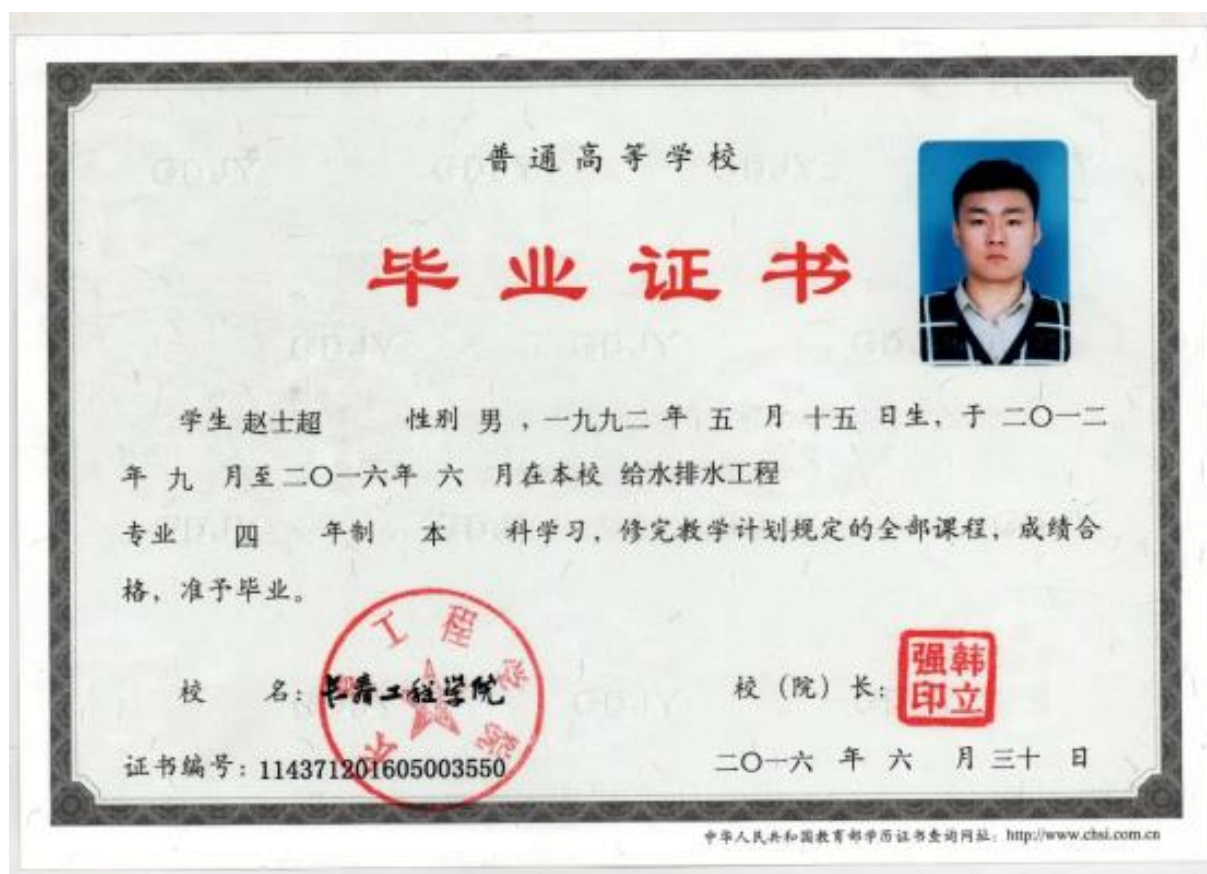 普通高等学校
毕业证书
学生 赵士超 性别 男 ，一九九二 年 五 月 十五 日生，于 二〇一二
年 九 月至二〇一六年 六 月在本校 给水排水工程
专业 四 年制 本 科学习，修完教学计划规定的全部课程，成绩合
格，准予毕业。
校 名：长春工程学院
校（院）长：
韩立强印
证书编号：114371201605003550
二〇一六 年 六 月 三十 日
中华人民共和国教育部学历证书查询网址：http://www.chsi.com.cn